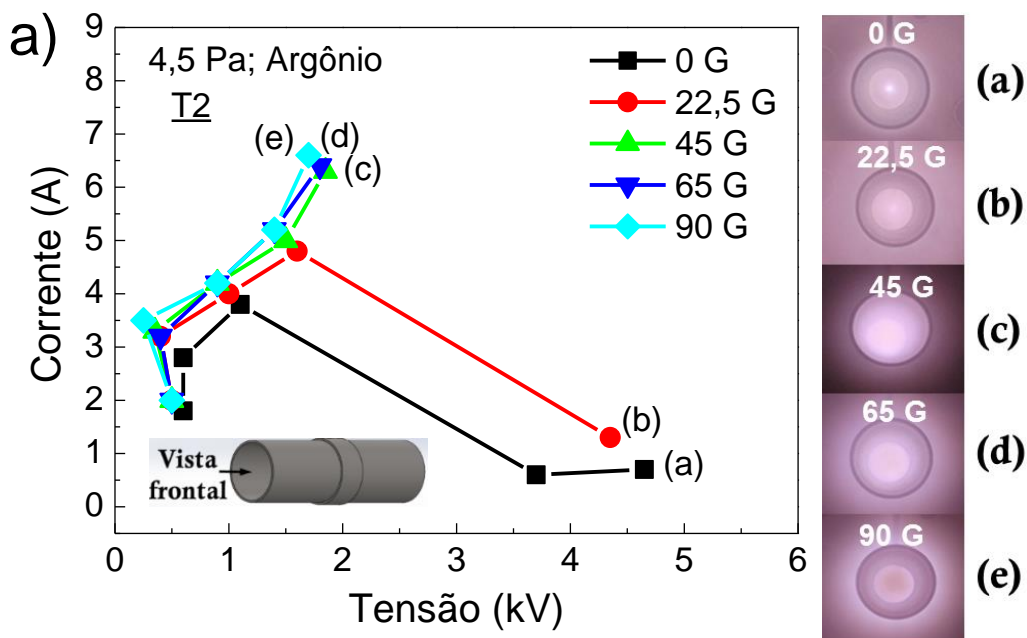 a)
4,5 Pa; Argônio
T2
0 G
22,5 G
45 G
65 G
90 G
(e) (d)
(c)
(b)
(a)
Vista
frontal
9
8
7
6
5
4
3
2
1
0
0 1 2 3 4 5 6
Corrente (A)
Tensão (kV)
0 G
(a)
22,5 G
(b)
45 G
(c)
65 G
(d)
90 G
(e)